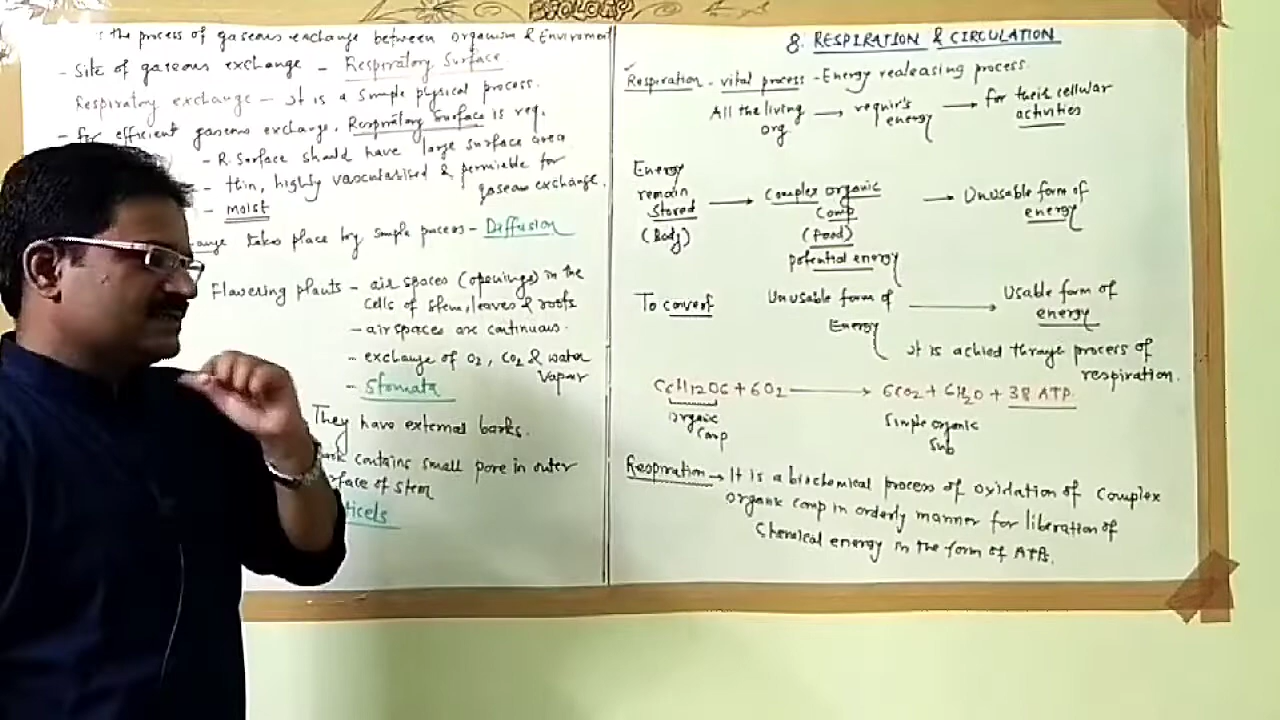 BIOLOGY
: the process of gaseous exchange between organism & Enviroment
- Site of gaseous exchange - Respiratory Surface.
Respiratory exchange - it is a simple physical process.
- for efficient gaseous exchange, Respiratory Surface is req.
- R. Surface should have large surface area
- thin, highly vascularised & permiable for
gaseous exchange.
- moist
takes place by simple process - Diffusion
Flawering plants - air spaces (openings) in the
cells of stem, leaves & roots
- air spaces are continuous.
- exchange of O2, CO2 & water
Vapur
- Stomata
They have external barks.
contains small pore in outer
face of stem
ticels
8. RESPIRATION & CIRCULATION
Respiration - vital process - Energy realeasing process.
All the living org → requir's energy → for their cellular activities
Energy remain Stored (Body) → Complex organic Comp (Food) potential energy → Unusable form of energy
To convert Unusable form of Energy → Usable form of energy
it is achied through process of
respiration.
C6H12O6 + 6O2 → 6CO2 + 6H2O + 38 ATP.
organic Comp
Simple organic Sub
Respiration → It is a biochemical process of oxidation of complex
organic comp in orderly manner for liberation of
Chemical energy in the form of ATPs.